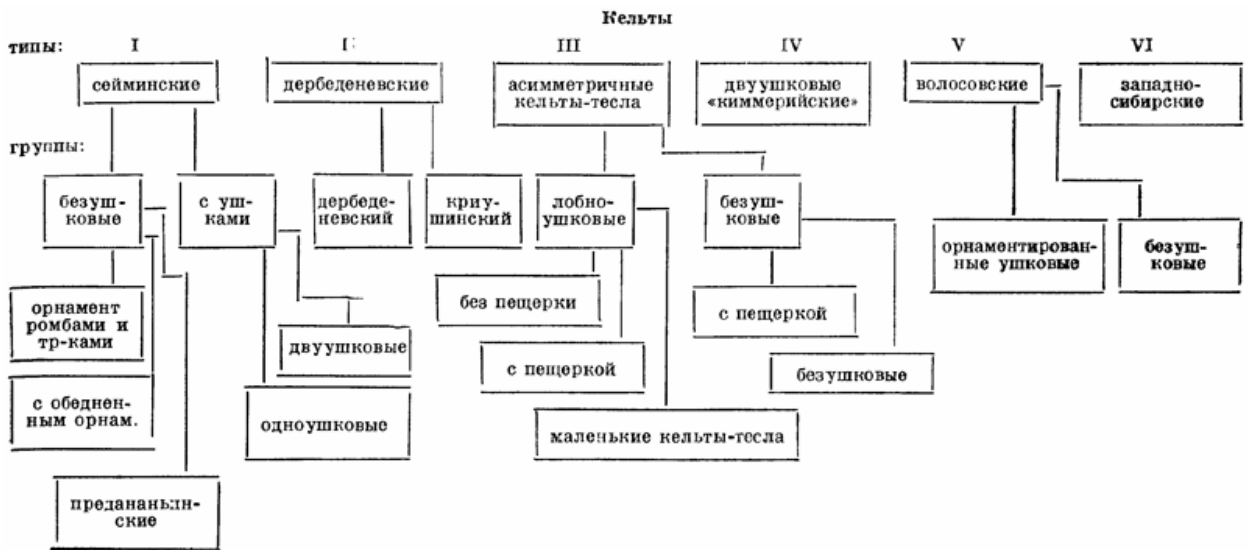 Кельты
типы: I I: III IV V VI
сейминские
дербеденевские
асимметричные
кельты-тесла
двуушковые
«киммерийские»
волосовские
западно-
сибирские
группы:
безуш-
ковые
с уш-
ками
дербеде-
невский
криу-
шинский
лобно-
ушковые
безуш-
ковые
орнаментирован-
ные ушковые
безуш-
ковые
орнамент
ромбами и
тр-ками
двуушковые
без пещерки
с пещеркой
с пещеркой
безушковые
с обеднен-
ным орнам.
одноушковые
маленькие кельты-тесла
предананьин-
ские